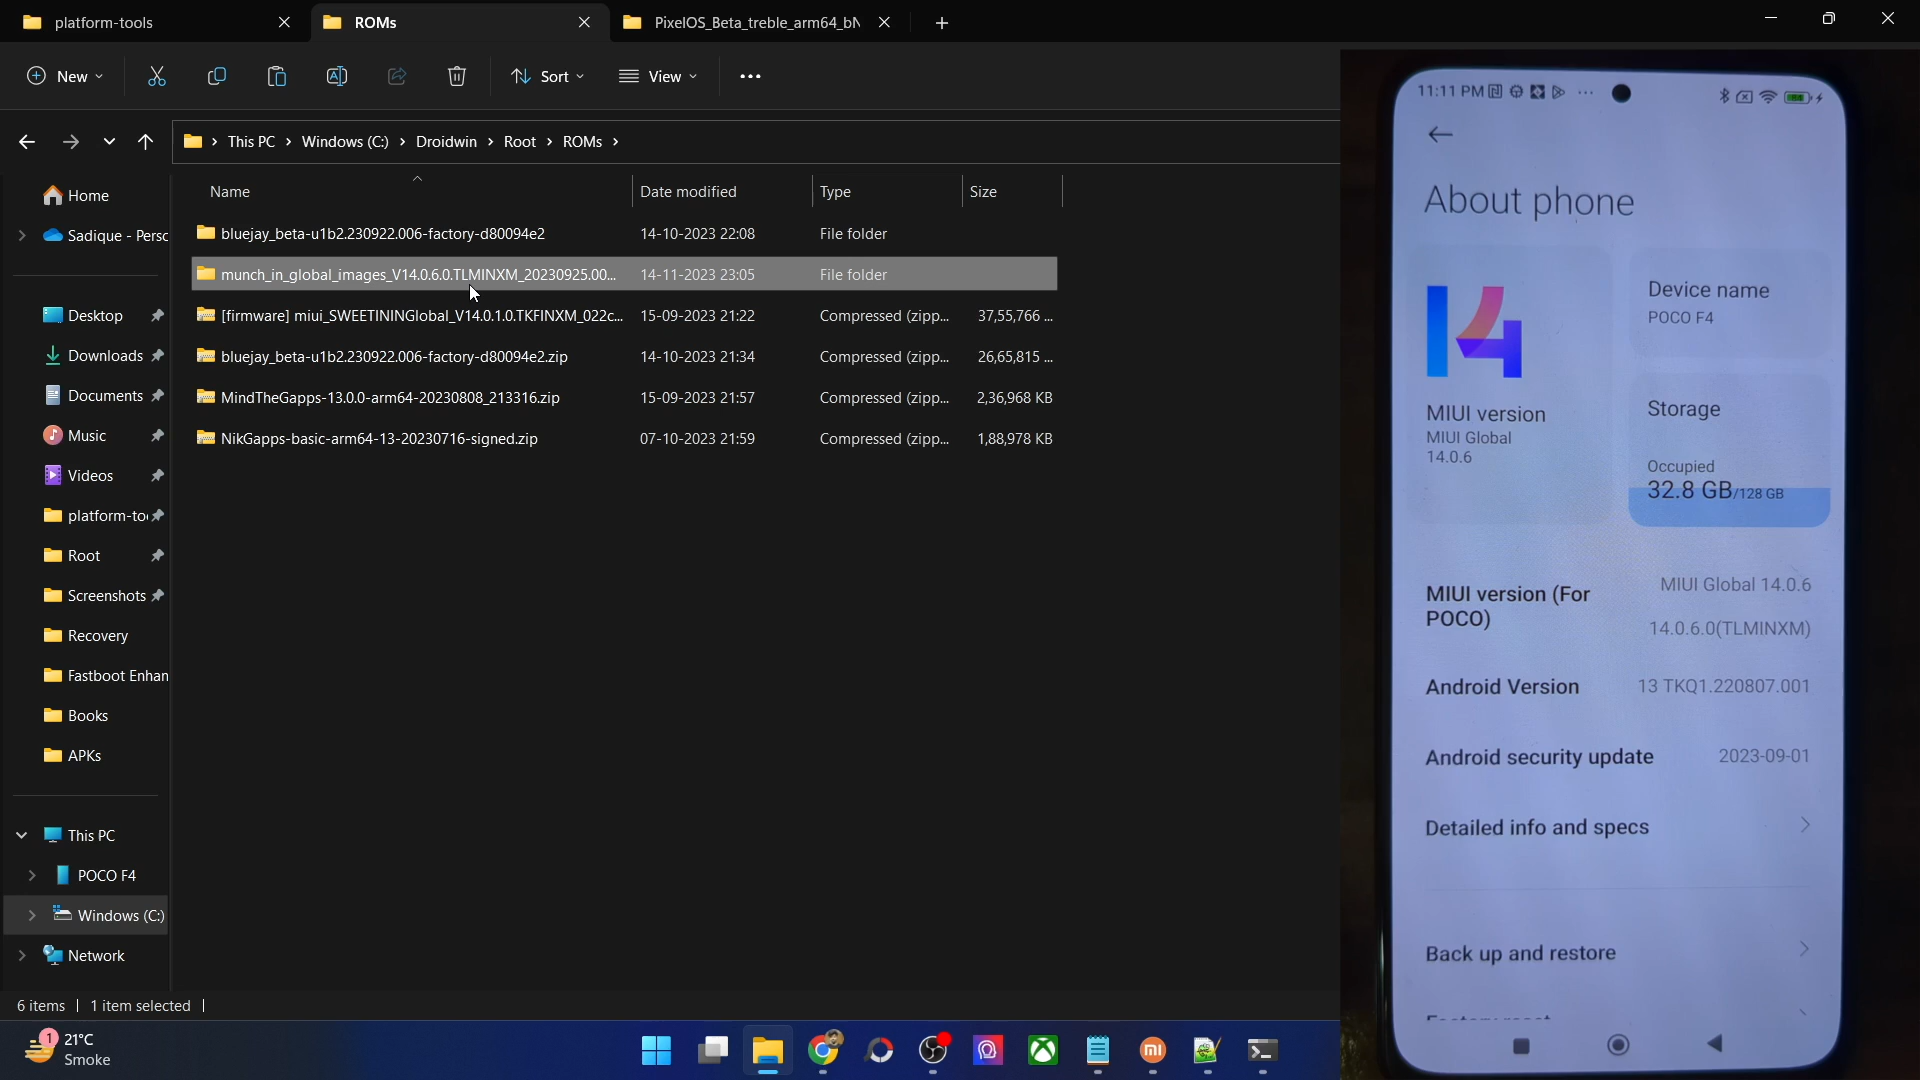 platform-tools
ROMs
PixelOS_Beta_treble_arm64_bN
New
Sort
View
This PC
Windows (C:)
Droidwin
Root
ROMs
Name
Date modified
Type
Size
bluejay_beta-u1b2.230922.006-factory-d80094e2
14-10-2023 22:08
File folder
munch_in_global_images_V14.0.6.0.TLMINXM_20230925.00...
14-11-2023 23:05
File folder
[firmware] miui_SWEETININGlobal_V14.0.1.0.TKFINXM_022c...
15-09-2023 21:22
Compressed (zipp...
37,55,766 ...
bluejay_beta-u1b2.230922.006-factory-d80094e2.zip
14-10-2023 21:34
Compressed (zipp...
26,65,815 ...
MindTheGapps-13.0.0-arm64-20230808_213316.zip
15-09-2023 21:57
Compressed (zipp...
2,36,968 KB
NikGapps-basic-arm64-13-20230716-signed.zip
07-10-2023 21:59
Compressed (zipp...
1,88,978 KB
Home
Sadique - Persc
Desktop
Downloads
Documents
Music
Videos
platform-to
Root
Screenshots
Recovery
Fastboot Enhan
Books
APKs
This PC
POCO F4
Windows (C:)
Network
6 items
1 item selected
1
21°C
Smoke
11:11 PM
About phone
14
MIUI version
MIUI Global
14.0.6
Device name
POCO F4
Storage
Occupied
32.8 GB/128 GB
MIUI version (For
POCO)
MIUI Global 14.0.6
14.0.6.0(TLMINXM)
Android Version
13 TKQ1.220807.001
Android security update
2023-09-01
Detailed info and specs
Back up and restore